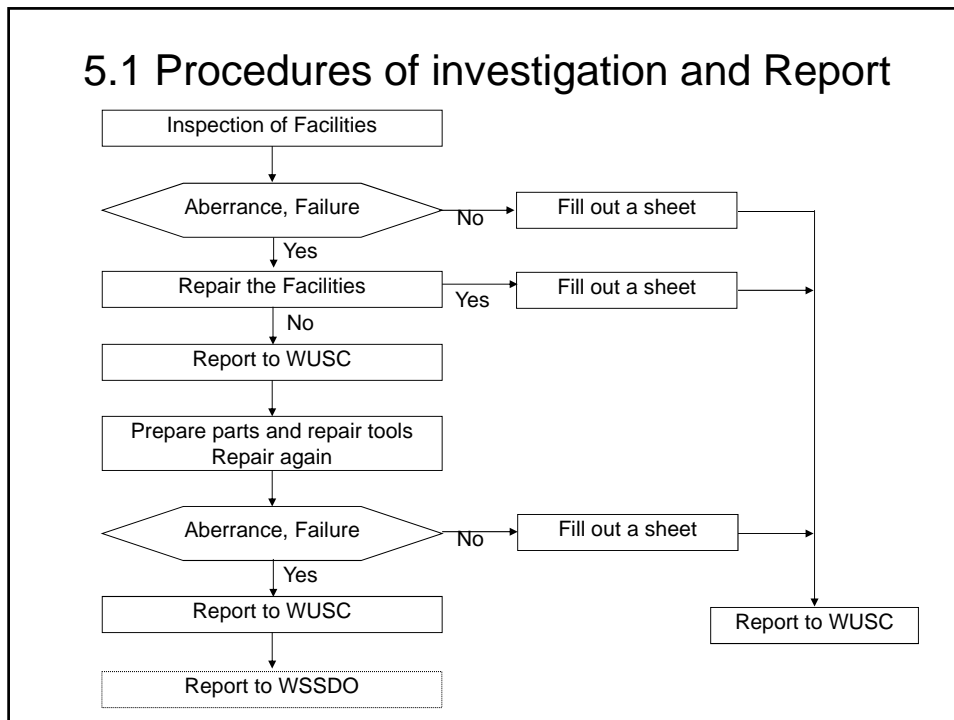 5.1 Procedures of investigation and Report
Inspection of Facilities
Aberrance, Failure
No
Fill out a sheet
Yes
Repair the Facilities
Yes
Fill out a sheet
No
Report to WUSC
Prepare parts and repair tools
Repair again
Aberrance, Failure
No
Fill out a sheet
Yes
Report to WUSC
Report to WUSC
Report to WSSDO